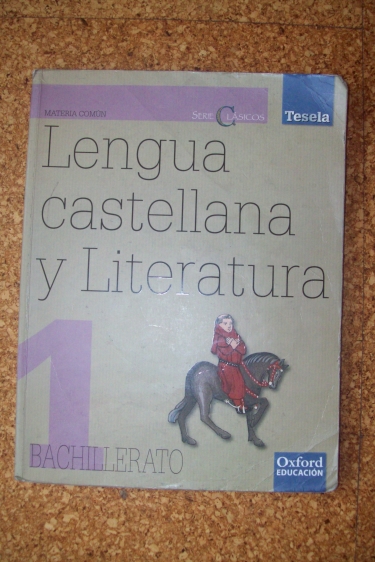 MATERIA COMÚN
SERIE CLÁSICOS
Tesela
Lengua
castellana
y Literatura
1
BACHILLERATO
Oxford
EDUCACIÓN